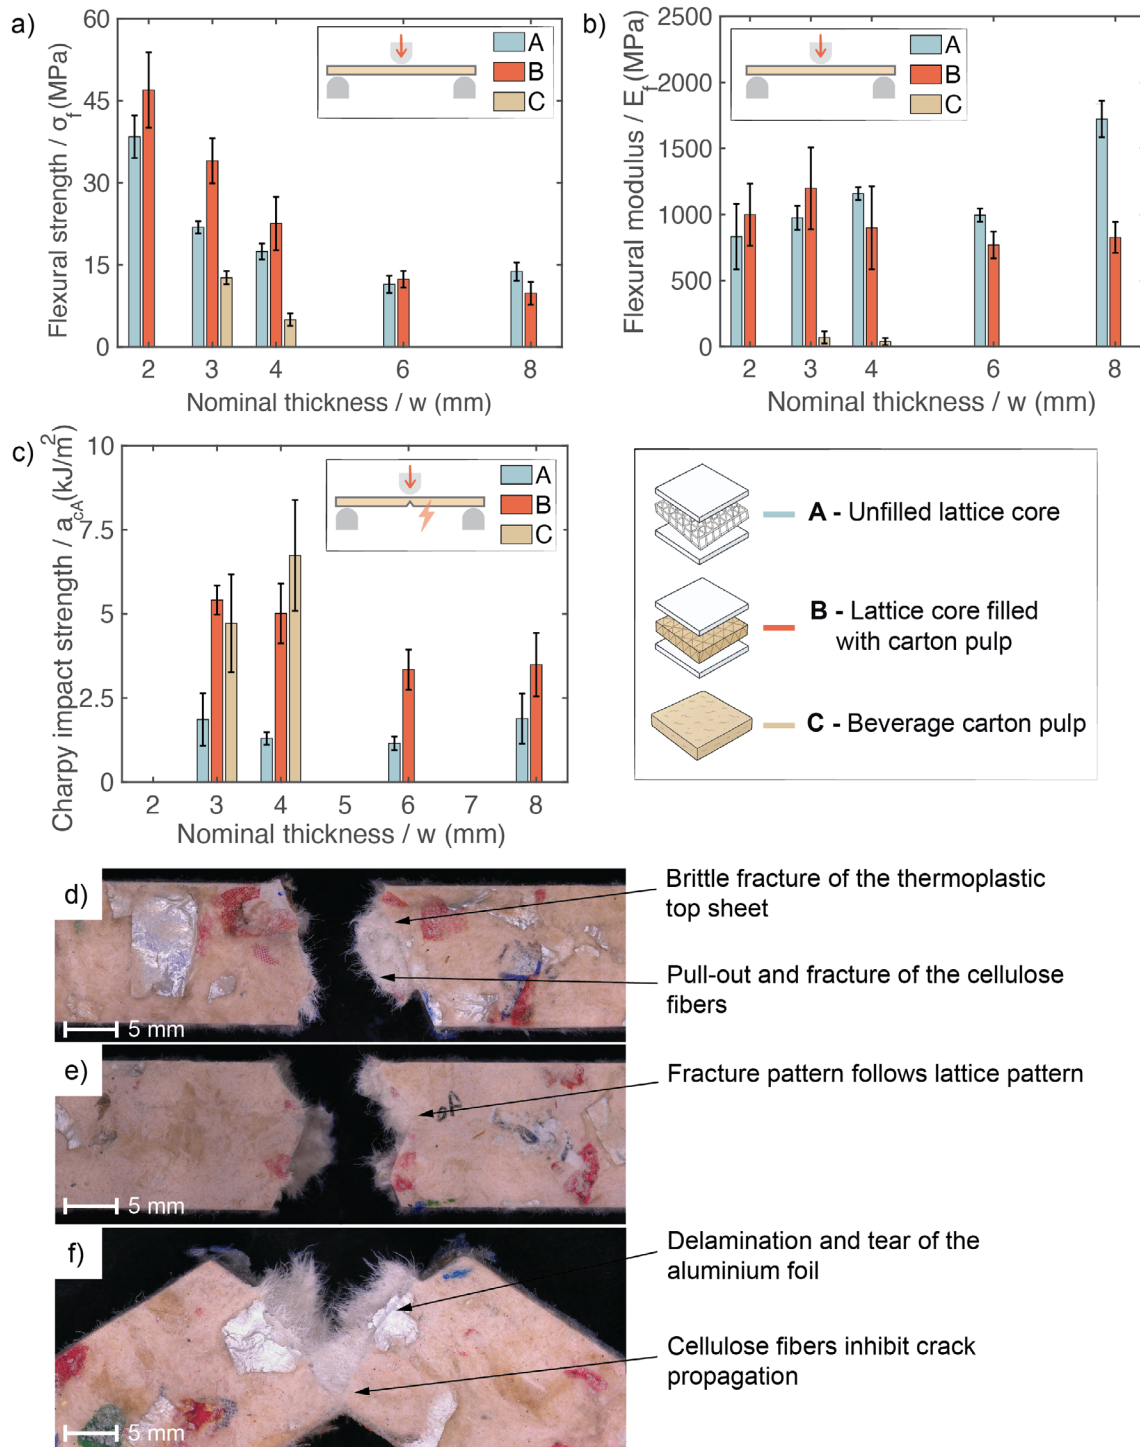 a)
60
45
30
15
0
Flexural strength / σf (MPa)
A
B
C
2 3 4 6 8
Nominal thickness / w (mm)
b)
2500
2000
1500
1000
500
0
Flexural modulus / Ef (MPa)
A
B
C
2 3 4 6 8
Nominal thickness / w (mm)
c)
10
7.5
5
2.5
0
Charpy impact strength / acA (kJ/m2)
A
B
C
2 3 4 5 6 7 8
Nominal thickness / w (mm)
A - Unfilled lattice core
B - Lattice core filled
with carton pulp
C - Beverage carton pulp
d)
Brittle fracture of the thermoplastic
top sheet
Pull-out and fracture of the cellulose
fibers
5 mm
e)
Fracture pattern follows lattice pattern
5 mm
f)
Delamination and tear of the
aluminium foil
Cellulose fibers inhibit crack
propagation
5 mm